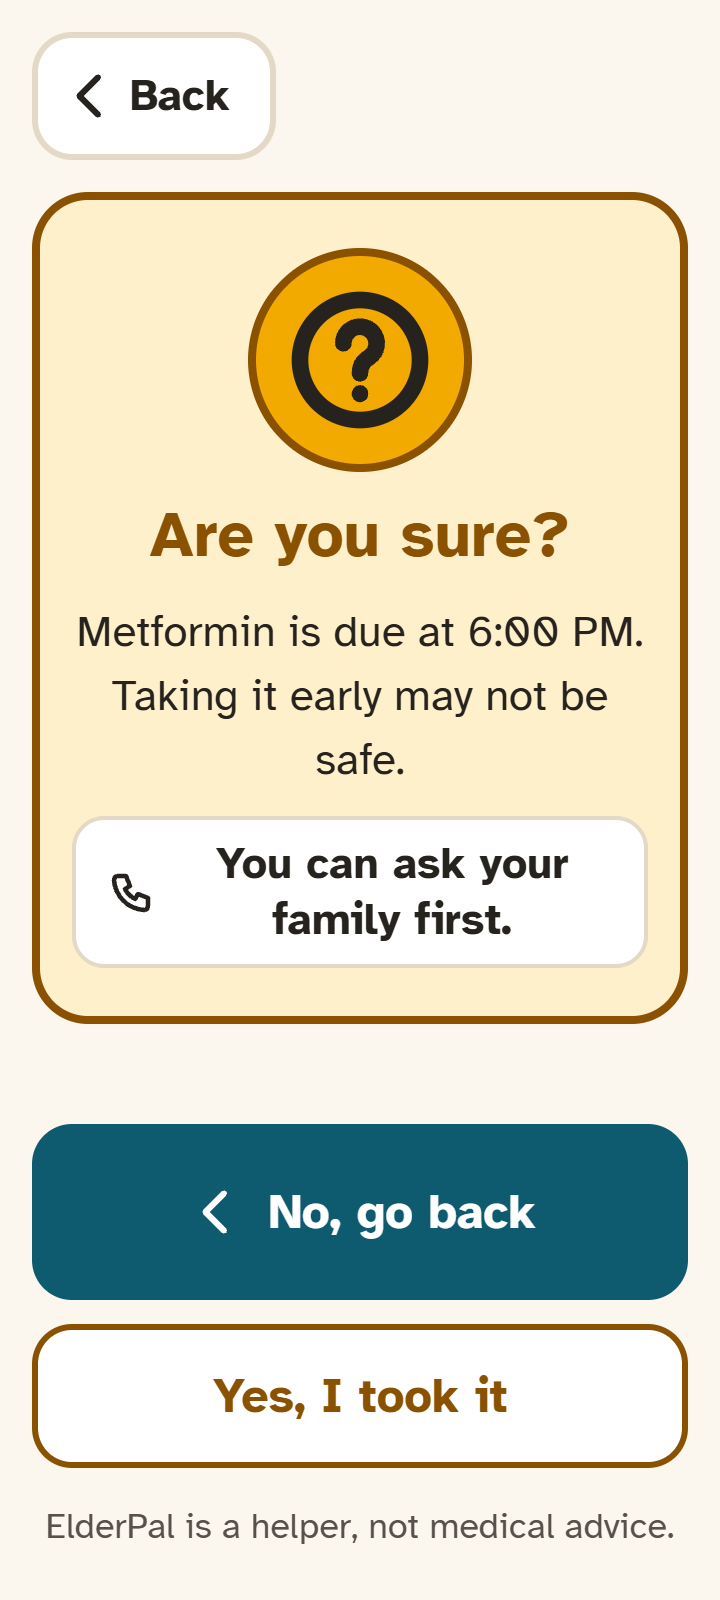 Back
Are you sure?
Metformin is due at 6:00 PM.
Taking it early may not be
safe.
You can ask your
family first.
No, go back
Yes, I took it
ElderPal is a helper, not medical advice.